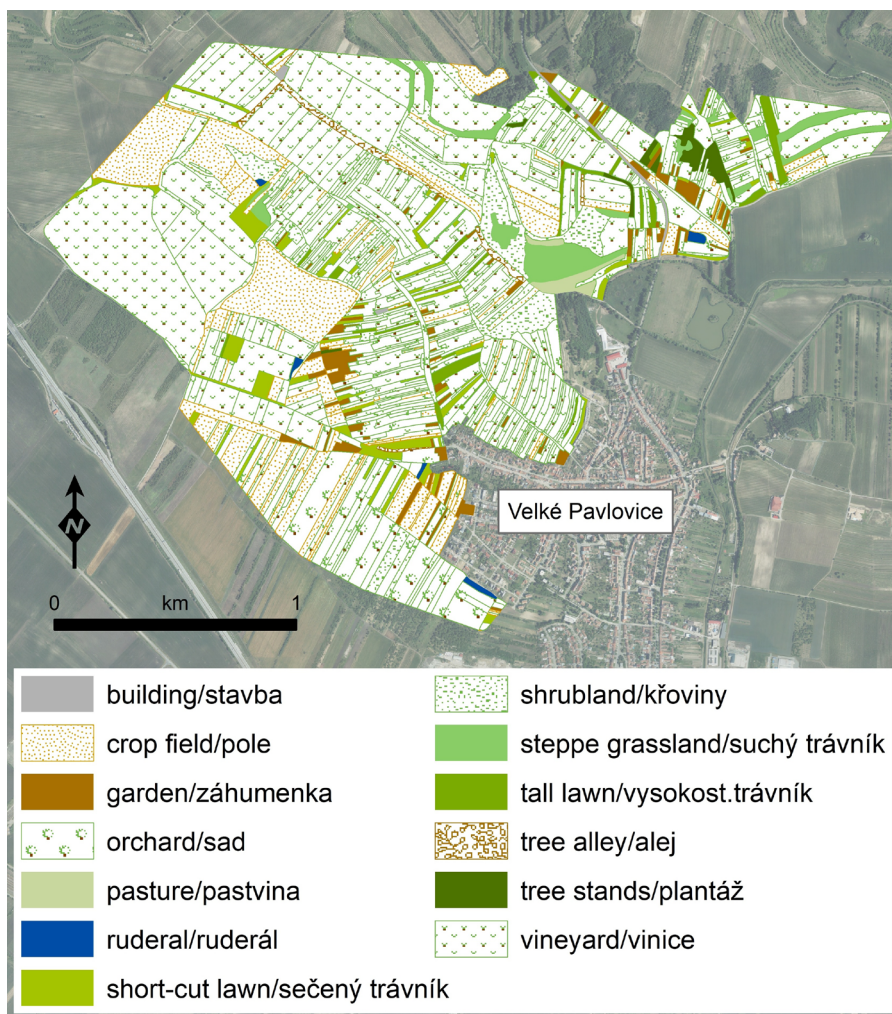 Velké Pavlovice
N
0 km 1
building/stavba
crop field/pole
garden/záhumenka
orchard/sad
pasture/pastvina
ruderal/ruderál
short-cut lawn/sečený trávník
shrubland/křoviny
steppe grassland/suchý trávník
tall lawn/vysokost.trávník
tree alley/alej
tree stands/plantáž
vineyard/vinice